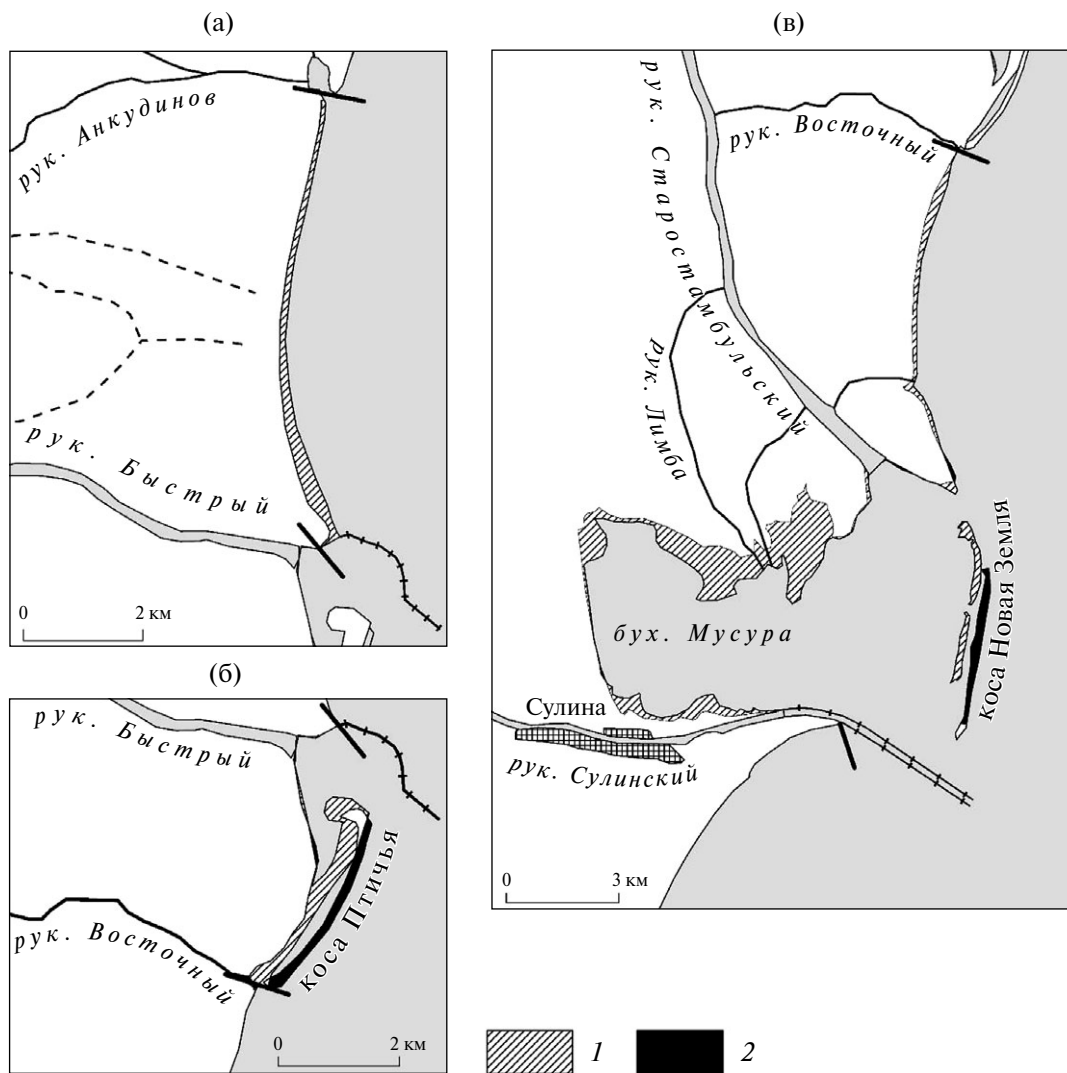 (а)
рук. Анкудинов
рук. Быстрый
0 2 км
(б)
рук. Быстрый
коса Птичья
рук. Восточный
0 2 км
(в)
рук. Старостамбульский
рук. Восточный
рук. Лимба
коса Новая Земля
бух. Мусура
Сулина
рук. Сулинский
0 3 км
1 2